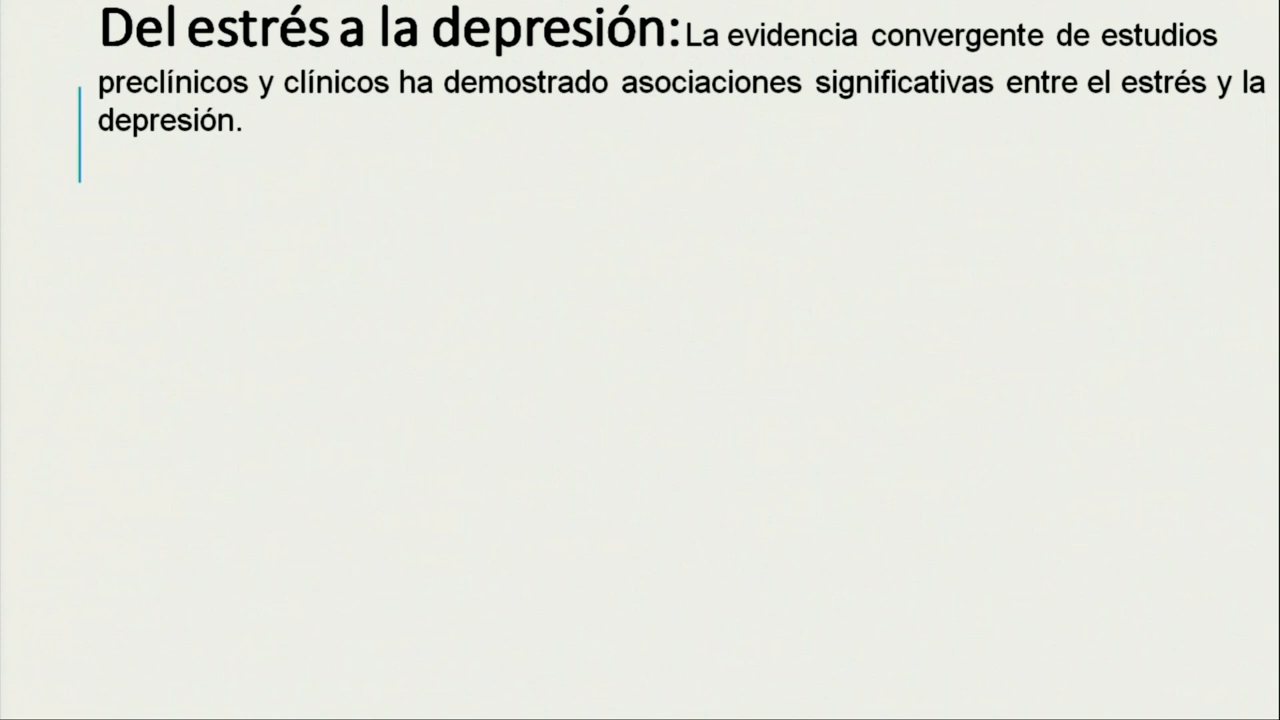 Del estrés a la depresión: La evidencia convergente de estudios
preclínicos y clínicos ha demostrado asociaciones significativas entre el estrés y la
depresión.